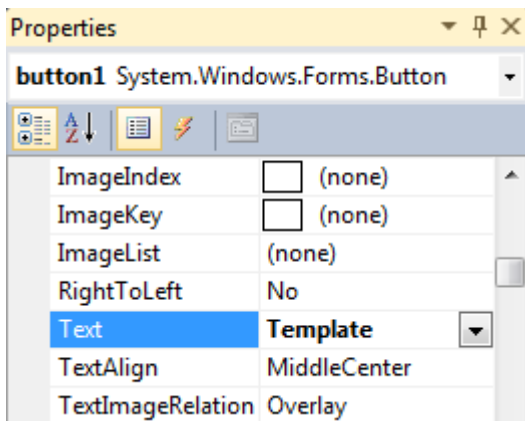 Properties
button1 System.Windows.Forms.Button
A Z
ImageIndex (none)
ImageKey (none)
ImageList (none)
RightToLeft No
Text Template
TextAlign MiddleCenter
TextImageRelation Overlay